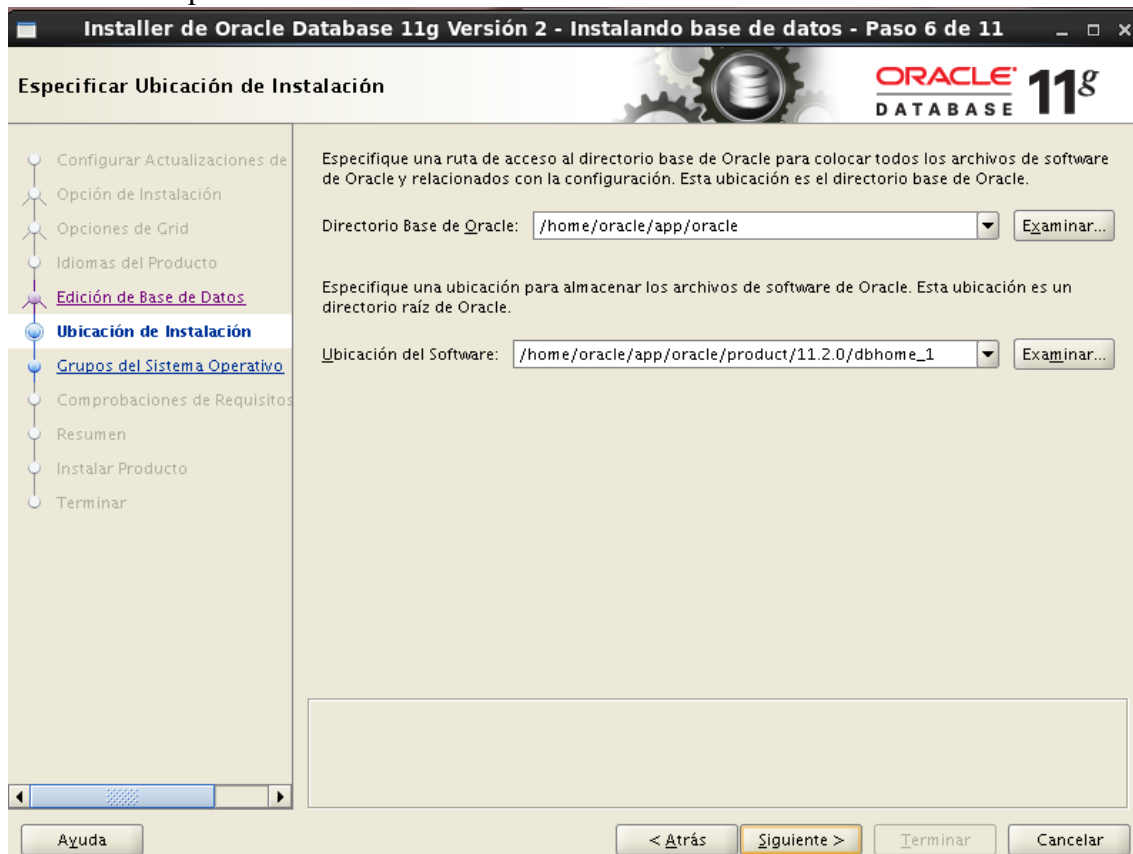 Installer de Oracle Database 11g Versión 2 - Instalando base de datos - Paso 6 de 11
Especificar Ubicación de Instalación
ORACLE
DATABASE
11g
Configurar Actualizaciones de
Opción de Instalación
Opciones de Grid
Idiomas del Producto
Edición de Base de Datos
Ubicación de Instalación
Grupos del Sistema Operativo
Comprobaciones de Requisitos
Resumen
Instalar Producto
Terminar
Especifique una ruta de acceso al directorio base de Oracle para colocar todos los archivos de software
de Oracle y relacionados con la configuración. Esta ubicación es el directorio base de Oracle.
Directorio Base de Oracle: /home/oracle/app/oracle Examinar...
Especifique una ubicación para almacenar los archivos de software de Oracle. Esta ubicación es un
directorio raíz de Oracle.
Ubicación del Software: /home/oracle/app/oracle/product/11.2.0/dbhome_1 Examinar...
Ayuda < Atrás Siguiente > Terminar Cancelar